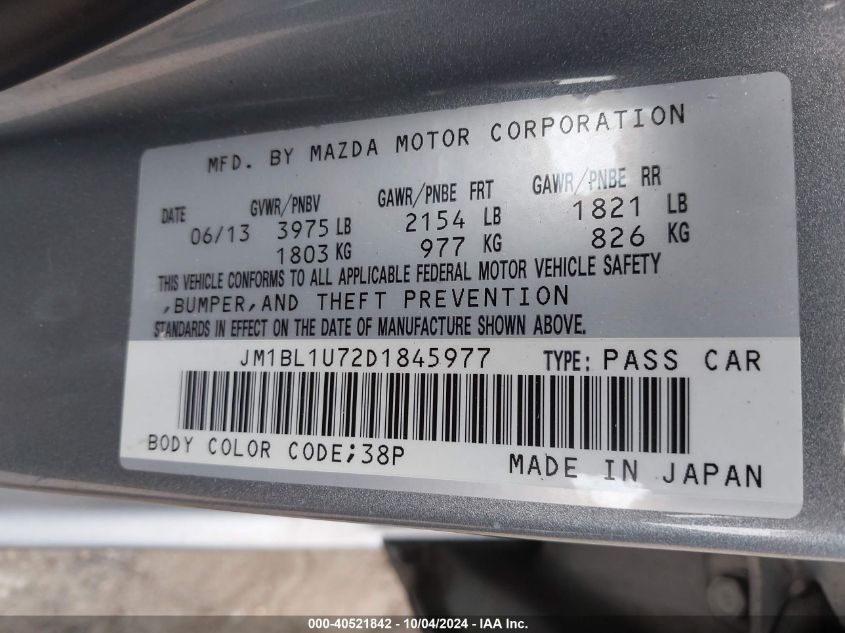 MFD. BY MAZDA MOTOR CORPORATION
DATE GVWR/PNBV GAWR/PNBE FRT GAWR/PNBE RR
06/13 3975 LB 2154 LB 1821 LB
1803 KG 977 KG 826 KG
THIS VEHICLE CONFORMS TO ALL APPLICABLE FEDERAL MOTOR VEHICLE SAFETY
,BUMPER,AND THEFT PREVENTION
STANDARDS IN EFFECT ON THE DATE OF MANUFACTURE SHOWN ABOVE.
JM1BL1U72D1845977 TYPE: PASS CAR
BODY COLOR CODE;38P
MADE IN JAPAN
000-40521842 - 10/04/2024 - IAA Inc.